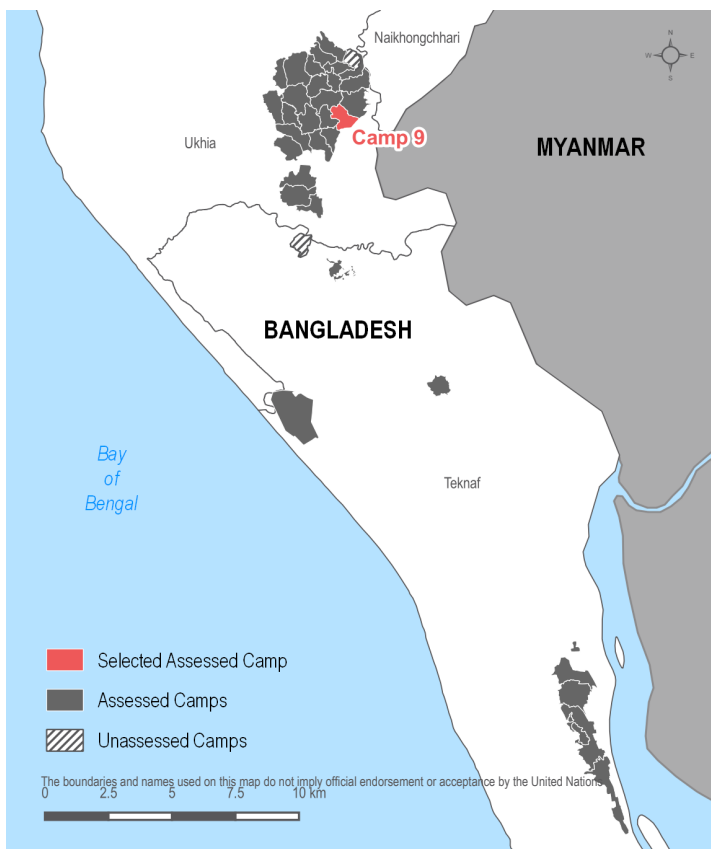 Naikhongchhari
N
W
E
S
Ukhia
Camp 9
MYANMAR
BANGLADESH
Bay
of
Bengal
Teknaf
Selected Assessed Camp
Assessed Camps
Unassessed Camps
The boundaries and names used on this map do not imply official endorsement or acceptance by the United Nations
0 2.5 5 7.5 10 km